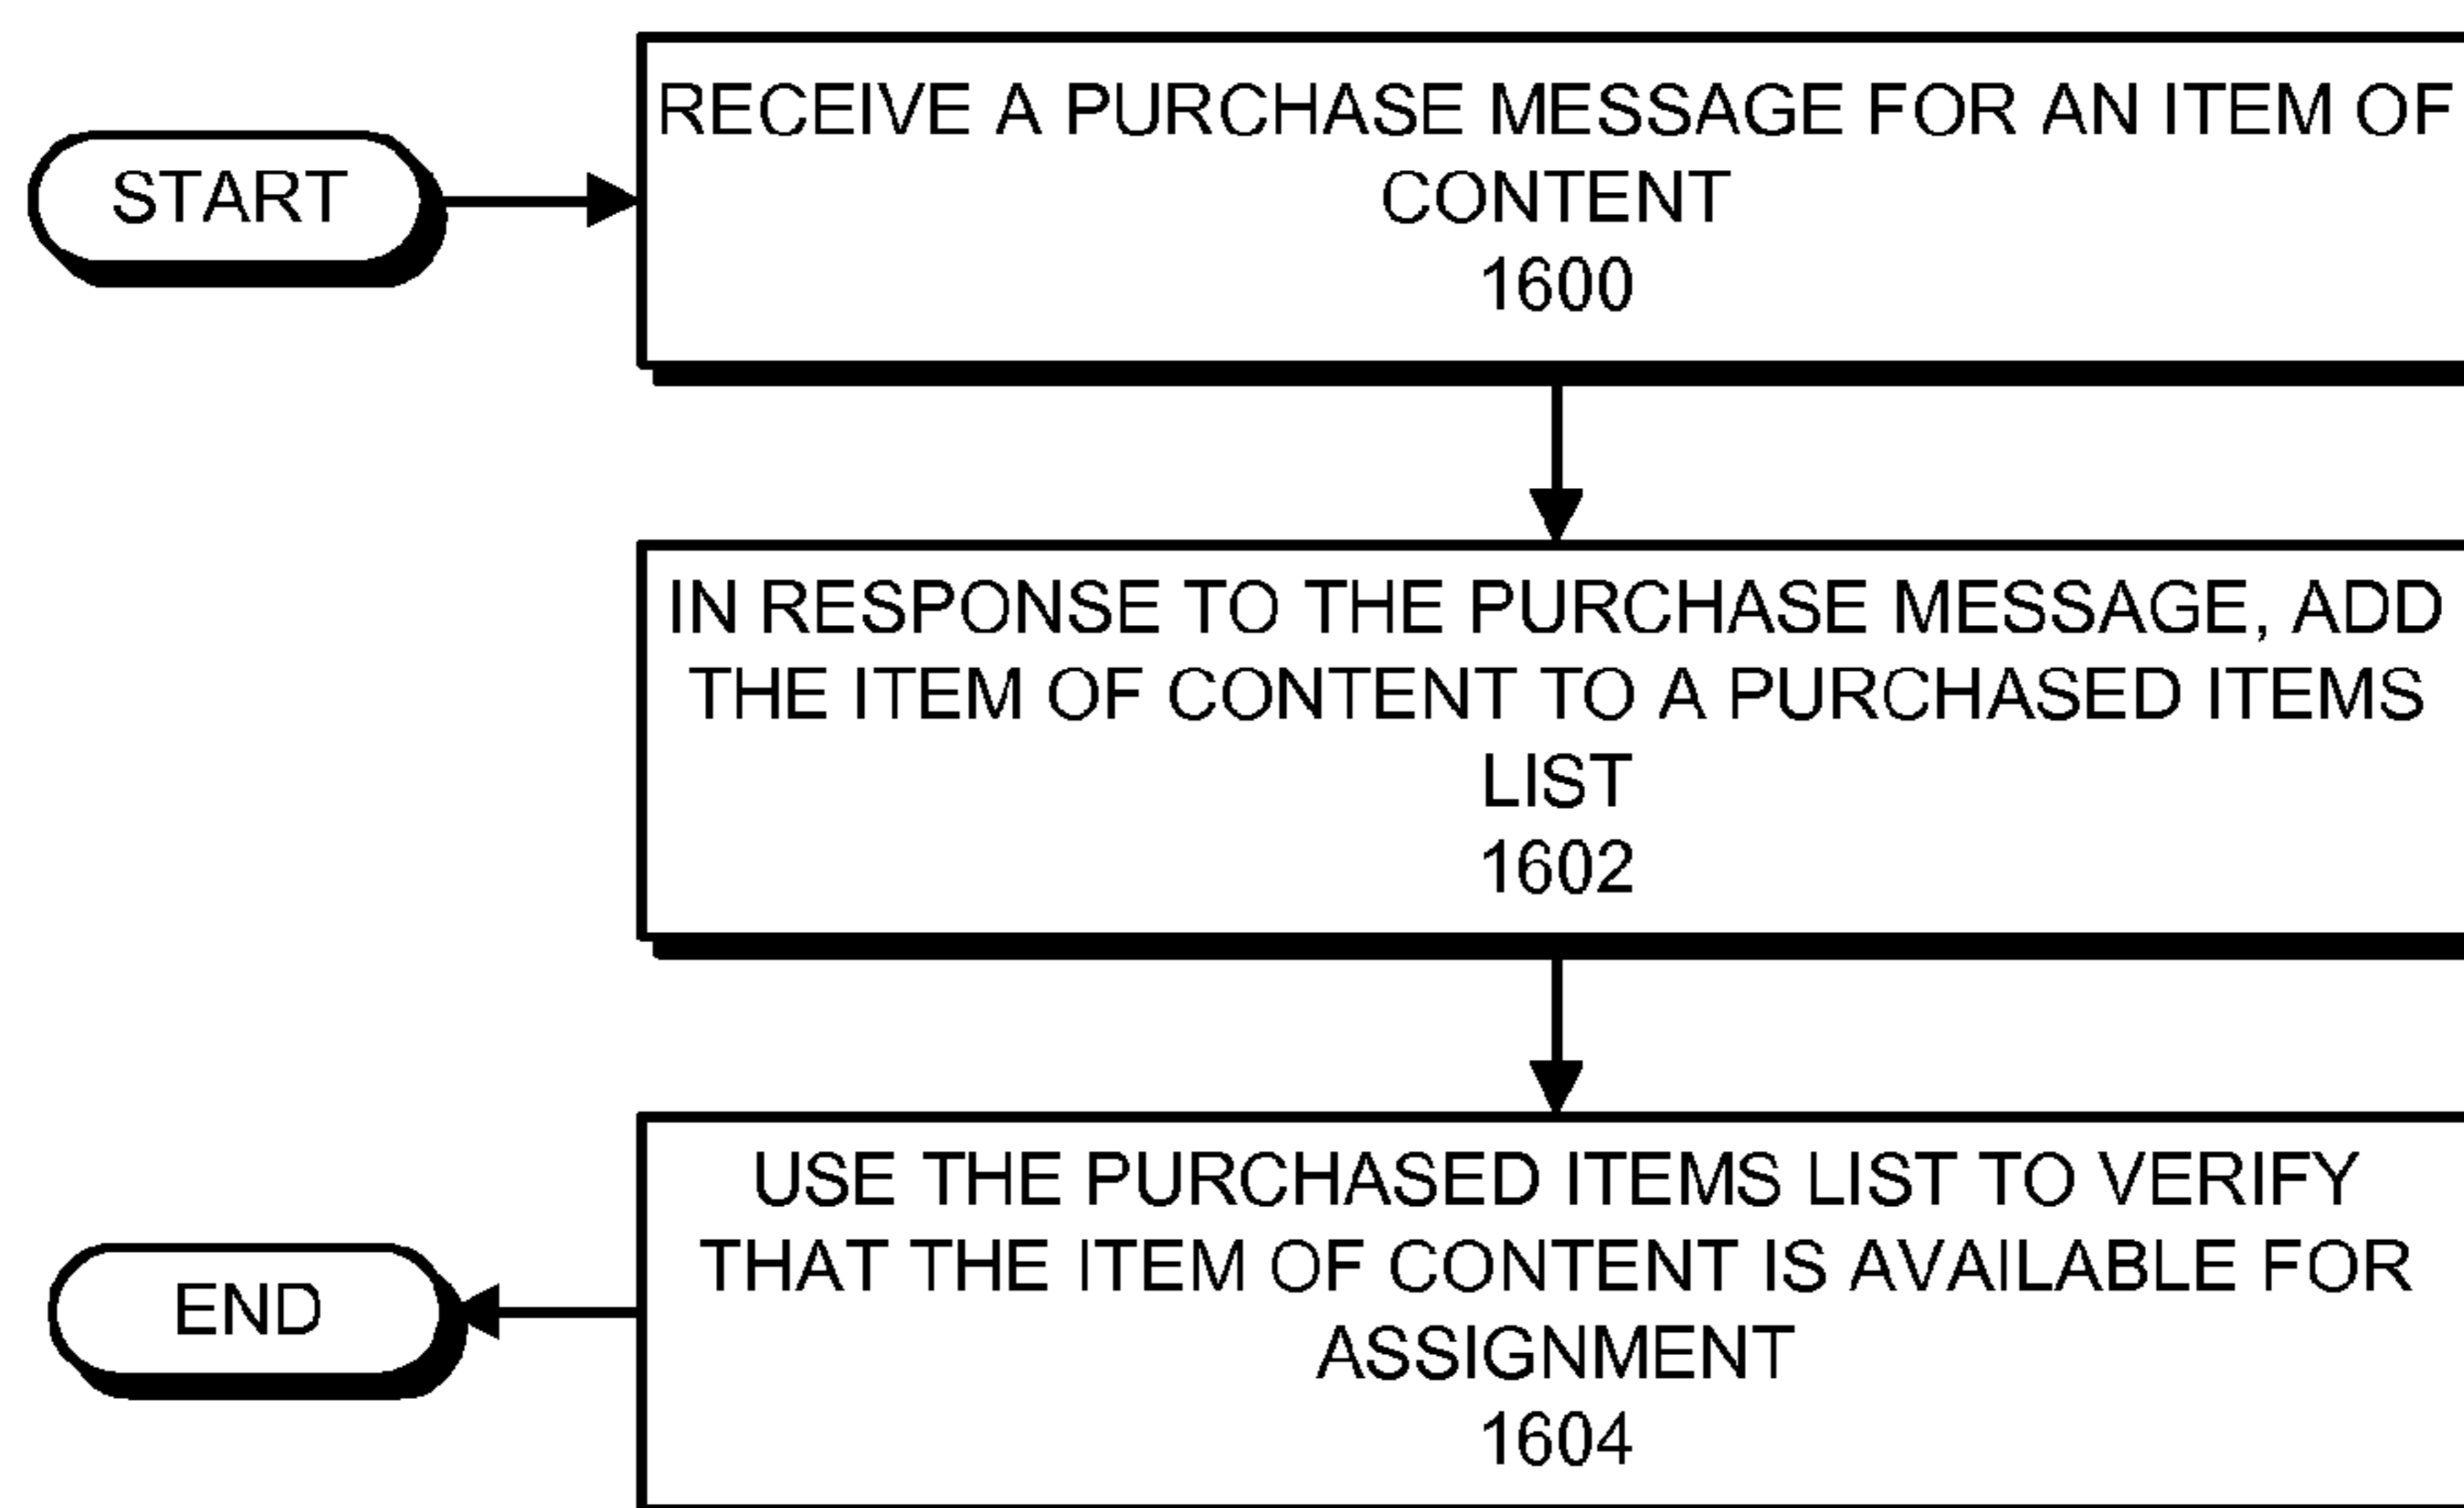 START
RECEIVE A PURCHASE MESSAGE FOR AN ITEM OF
CONTENT
1600
IN RESPONSE TO THE PURCHASE MESSAGE, ADD
THE ITEM OF CONTENT TO A PURCHASED ITEMS
LIST
1602
USE THE PURCHASED ITEMS LIST TO VERIFY
THAT THE ITEM OF CONTENT IS AVAILABLE FOR
ASSIGNMENT
1604
END